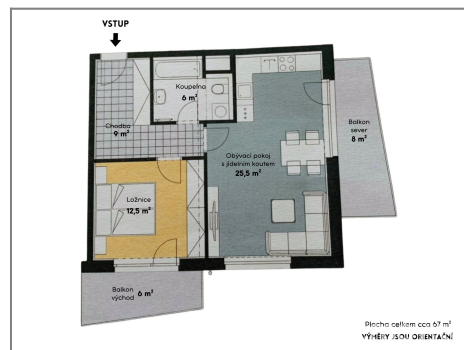 VSTUP
Koupelna
6 m²
Chodba
9 m²
Obývací pokoj
s jídelním koutem
25,5 m²
Balkon
sever
8 m²
Ložnice
12,5 m²
Balkon
východ
6 m²
Plocha celkem cca 67 m²
VÝMĚRY JSOU ORIENTAČNÍ